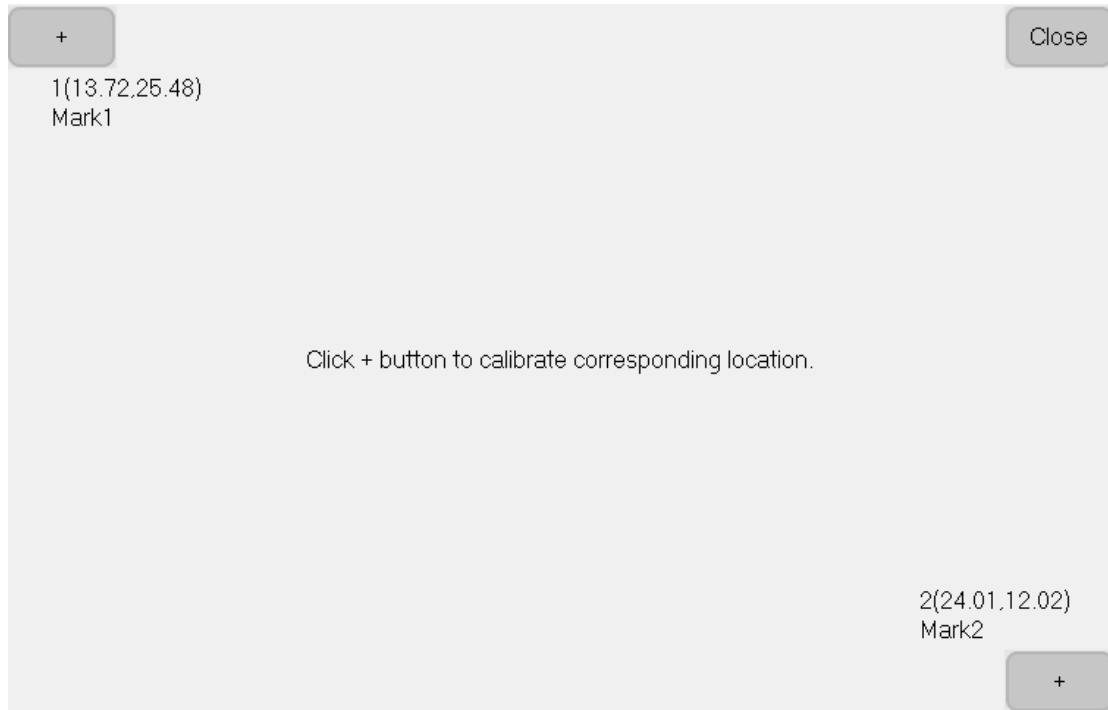 +
Close
1(13.72,25.48)
Mark1
Click + button to calibrate corresponding location.
2(24.01,12.02)
Mark2
+